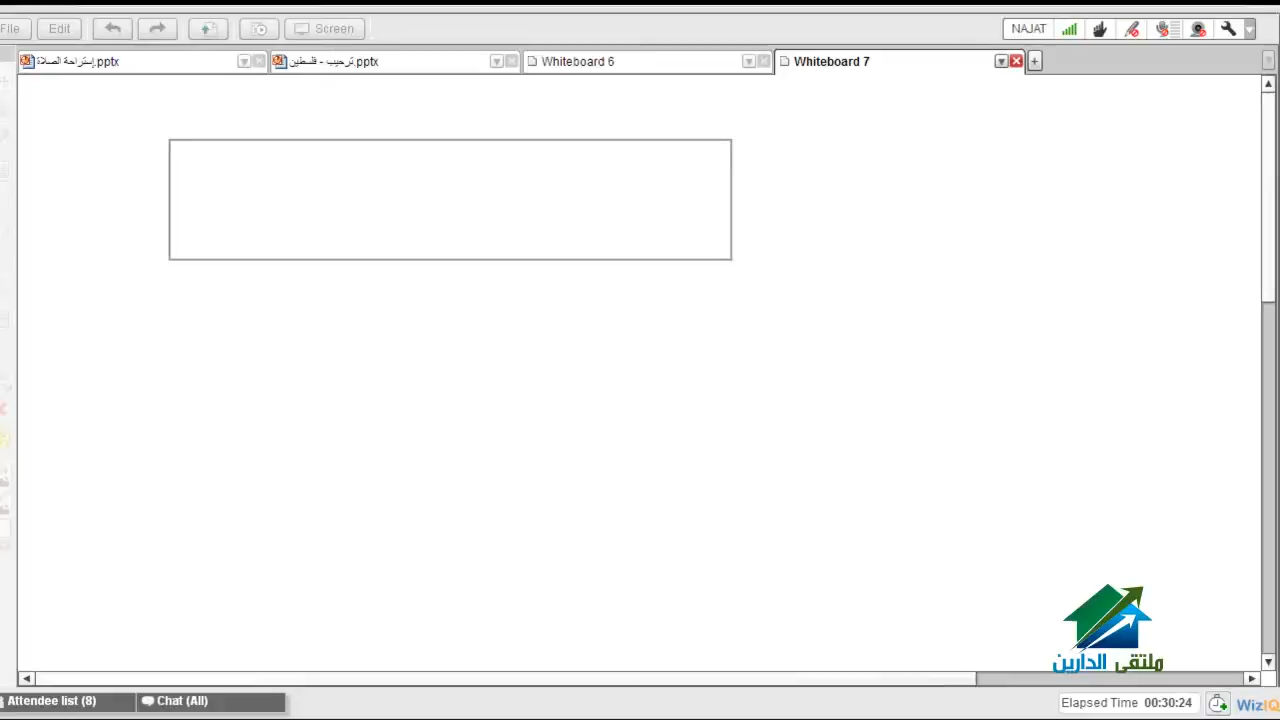 File Edit Screen NAJAT
إستراحة الصلاة.pptx
ترحيب - فلسطين.pptx
Whiteboard 6
Whiteboard 7
ملتقى الدارين
Attendee list (8)
Chat (All)
Elapsed Time 00:30:24
WizIQ